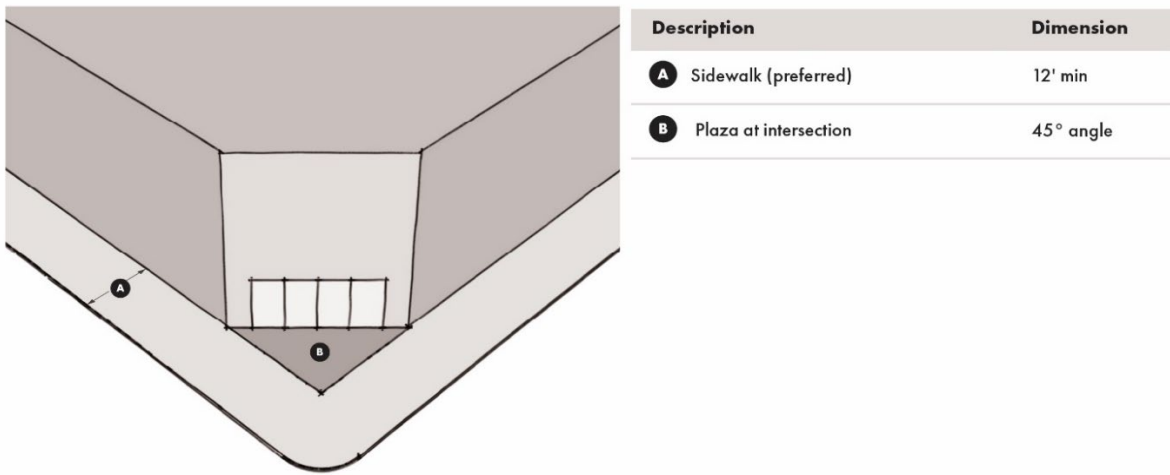 A
B
Description Dimension
A Sidewalk (preferred) 12' min
B Plaza at intersection 45° angle